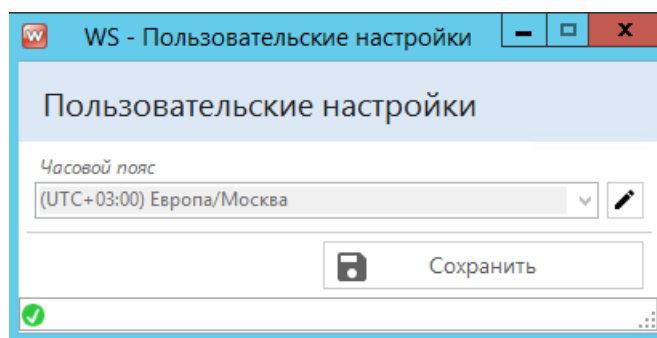 WS - Пользовательские настройки
Пользовательские настройки
Часовой пояс
(UTC+03:00) Европа/Москва
Сохранить